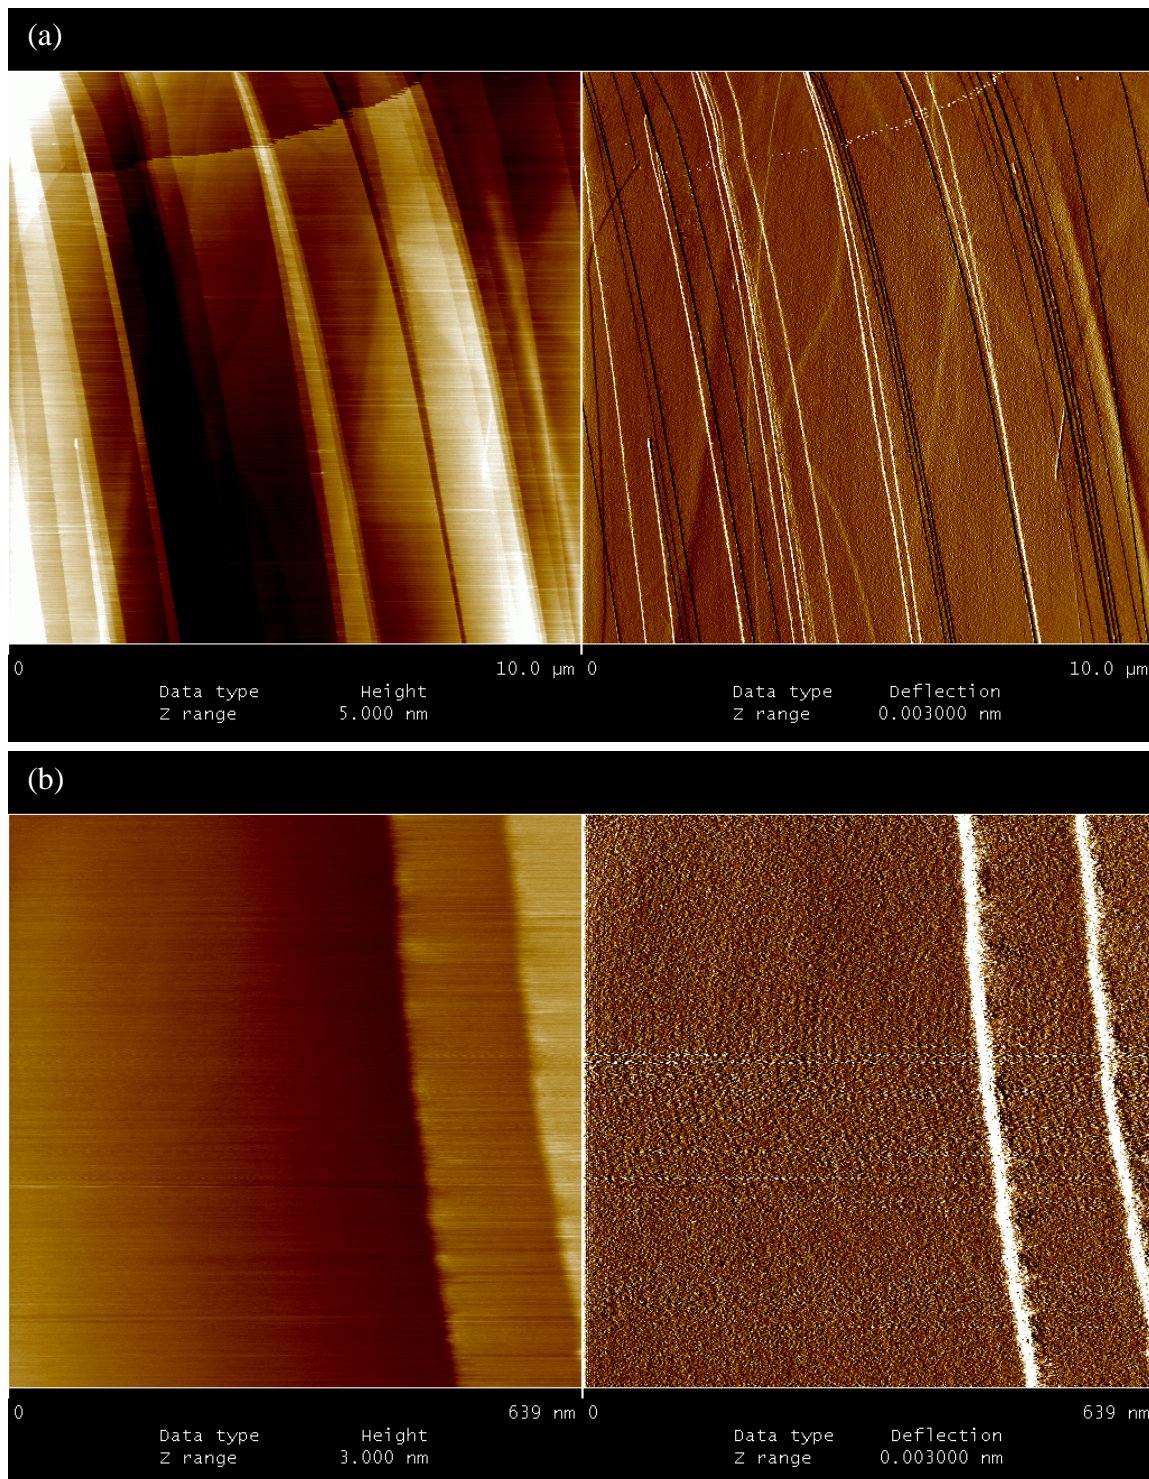 (a)
0 10.0 µm 0 10.0 µm
Data type Height Data type Deflection
Z range 5.000 nm Z range 0.003000 nm
(b)
0 639 nm 0 639 nm
Data type Height Data type Deflection
Z range 3.000 nm Z range 0.003000 nm